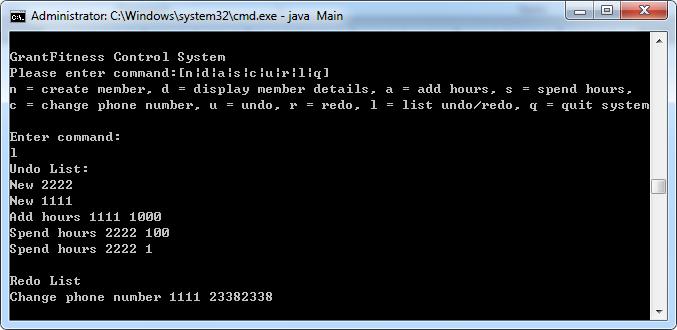 Administrator: C:\Windows\system32\cmd.exe - java Main
GrantFitness Control System
Please enter command:[n¦d¦a¦s¦c¦u¦r¦l¦q]
n = create member, d = display member details, a = add hours, s = spend hours,
c = change phone number, u = undo, r = redo, l = list undo/redo, q = quit system
Enter command:
l
Undo List:
New 2222
New 1111
Add hours 1111 1000
Spend hours 2222 100
Spend hours 2222 1
Redo List
Change phone number 1111 23382338